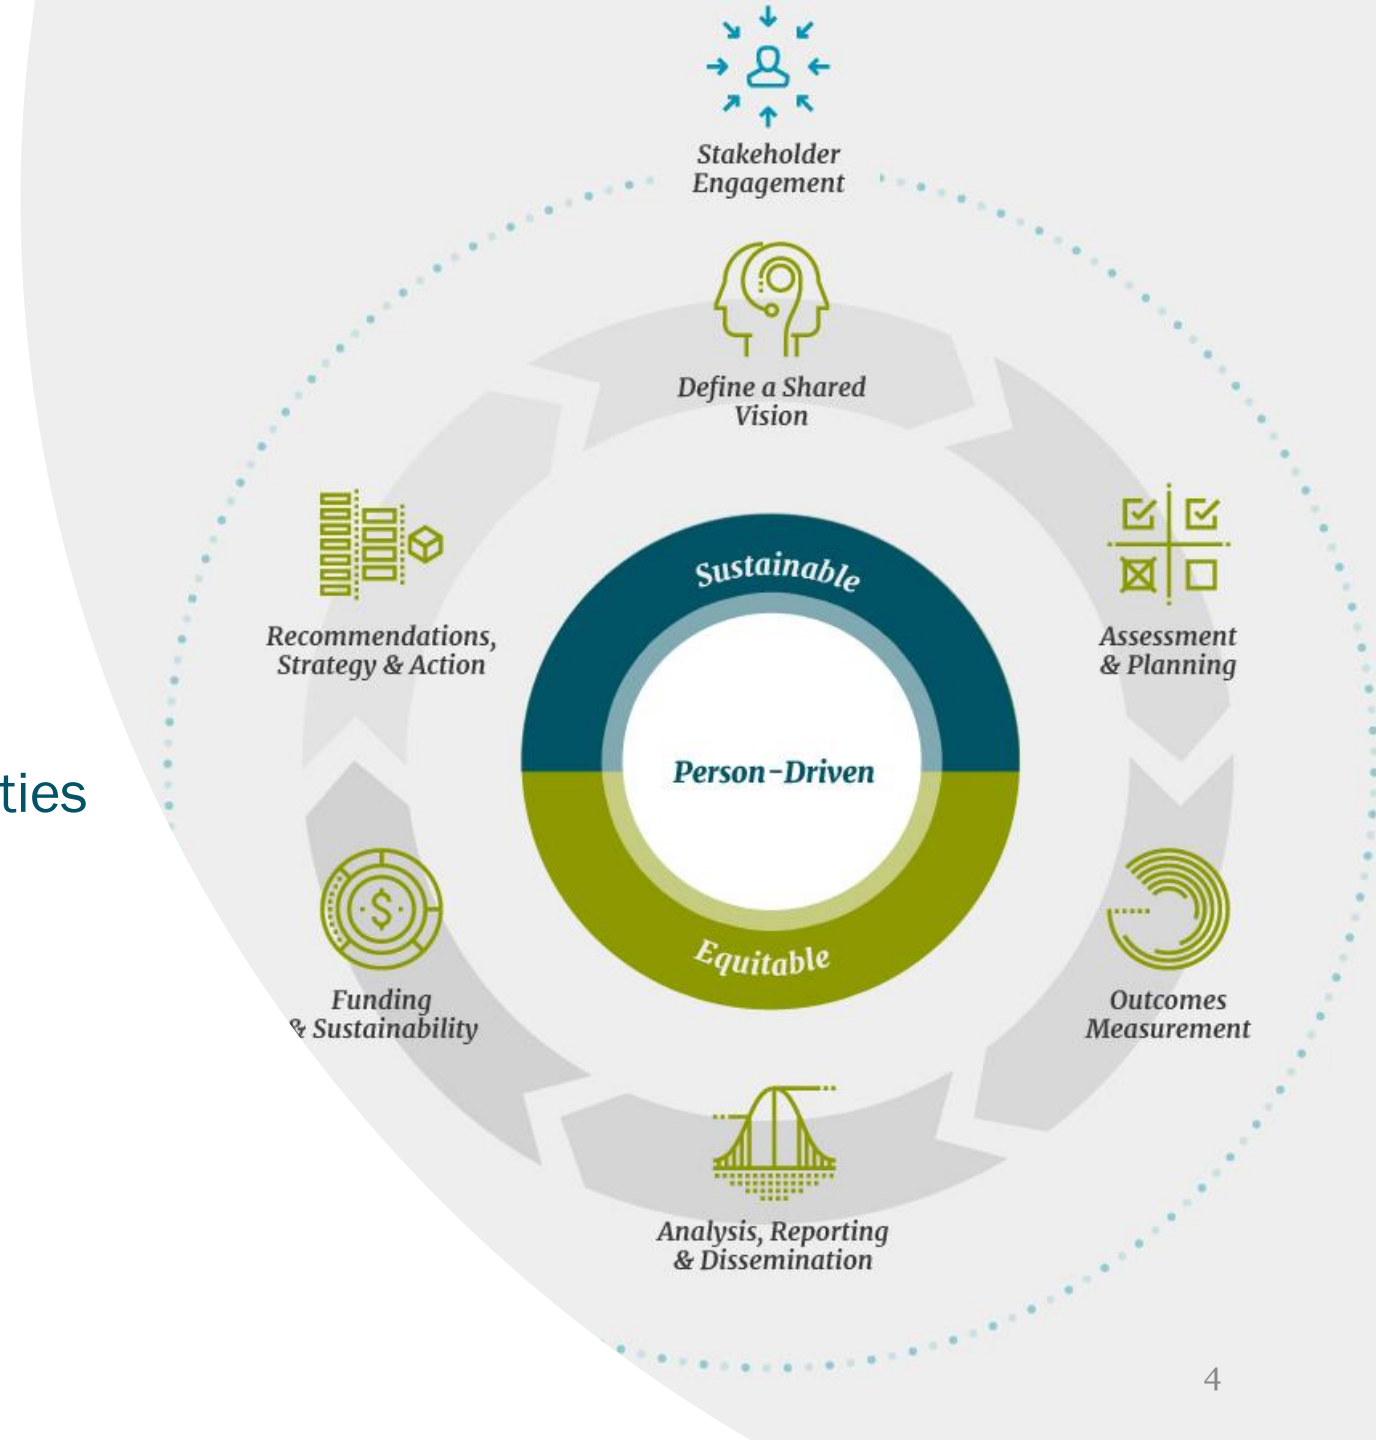 Stakeholder
Engagement
Define a Shared
Vision
Recommendations,
Strategy & Action
Assessment
& Planning
Sustainable
Person-Driven
Equitable
ties
$
Funding
& Sustainability
Outcomes
Measurement
Analysis, Reporting
& Dissemination
4